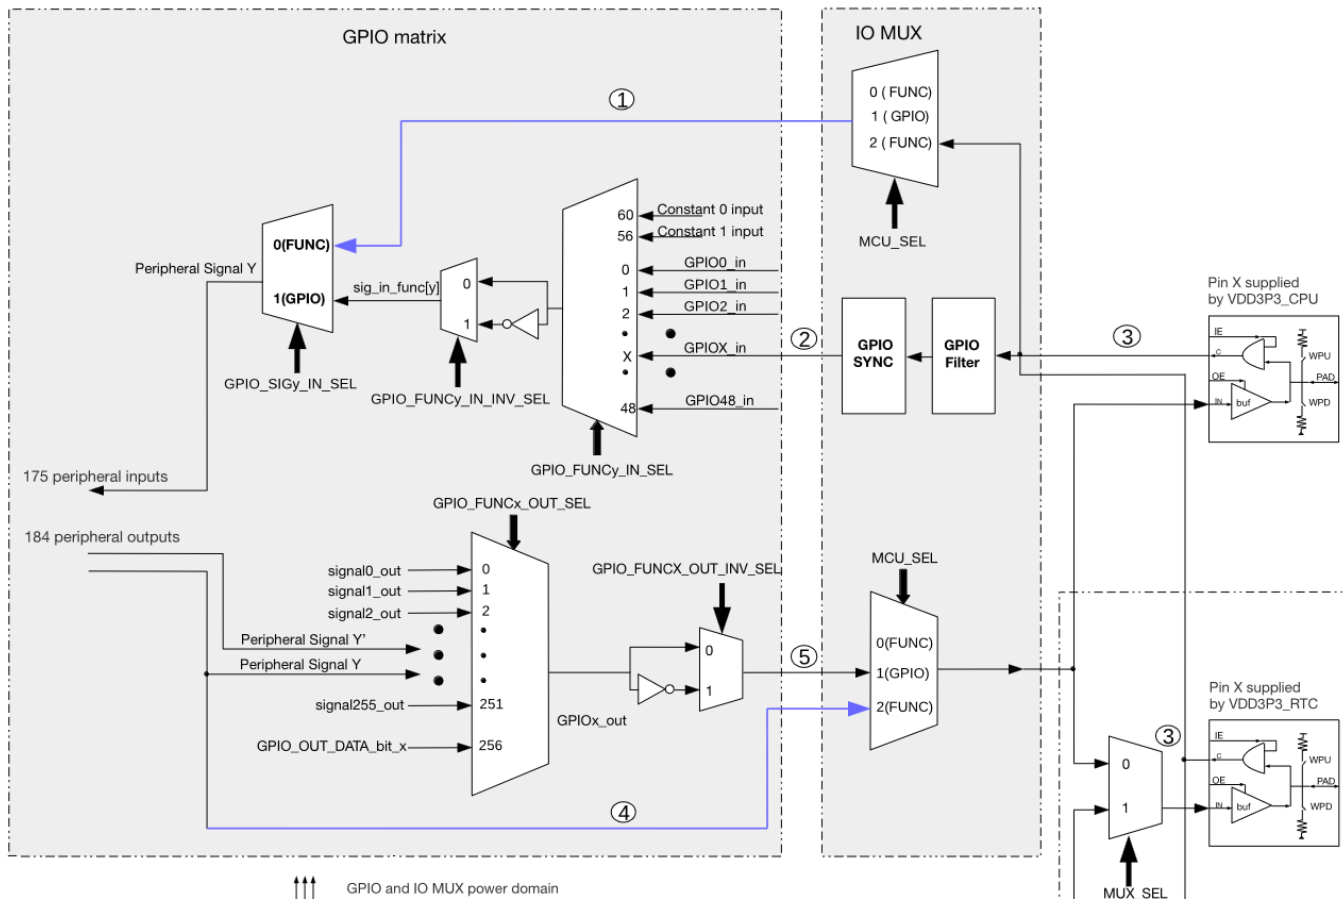 GPIO matrix
IO MUX
①
0 ( FUNC)
1 ( GPIO)
2 ( FUNC)
MCU_SEL
60
Constant 0 input
56
Constant 1 input
0
GPIO0_in
1
GPIO1_in
2
GPIO2_in
X
GPIOX_in
48
GPIO48_in
GPIO_FUNCy_IN_SEL
0(FUNC)
1(GPIO)
Peripheral Signal Y
GPIO_SIGy_IN_SEL
sig_in_func[y]
0
1
GPIO_FUNCy_IN_INV_SEL
②
GPIO
SYNC
GPIO
Filter
③
Pin X supplied
by VDD3P3_CPU
IE
C
OE
IN
buf
WPU
PAD
WPD
175 peripheral inputs
184 peripheral outputs
GPIO_FUNCx_OUT_SEL
signal0_out
0
signal1_out
1
signal2_out
2
Peripheral Signal Y'
Peripheral Signal Y
signal255_out
251
GPIO_OUT_DATA_bit_x
256
GPIOx_out
GPIO_FUNCX_OUT_INV_SEL
0
1
⑤
④
MCU_SEL
0(FUNC)
1(GPIO)
2(FUNC)
Pin X supplied
by VDD3P3_RTC
③
0
1
MUX_SEL
IE
C
OE
IN
buf
WPU
PAD
WPD
GPIO and IO MUX power domain